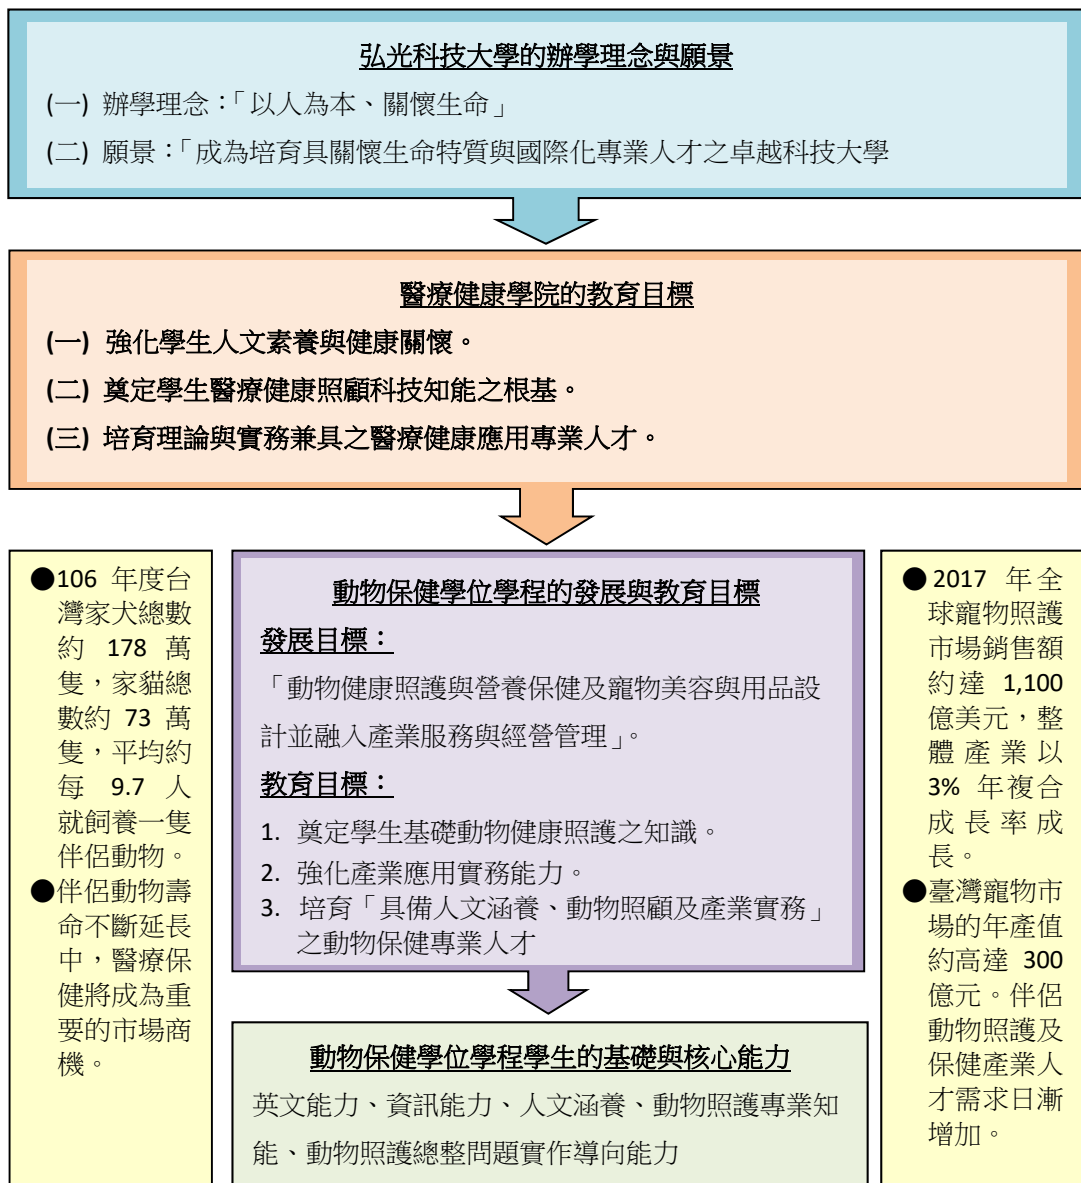 弘光科技大學的辦學理念與願景
(一) 辦學理念：「以人為本、關懷生命」
(二) 願景：「成為培育具關懷生命特質與國際化專業人才之卓越科技大學
醫療健康學院的教育目標
(一) 強化學生人文素養與健康關懷。
(二) 奠定學生醫療健康照顧科技知能之根基。
(三) 培育理論與實務兼具之醫療健康應用專業人才。
●106 年度台
灣家犬總數
約 178 萬
隻，家貓總
數約 73 萬
隻，平均約
每 9.7 人
就飼養一隻
伴侶動物。
●伴侶動物壽
命不斷延長
中，醫療保
健將成為重
要的市場商
機。
動物保健學位學程的發展與教育目標
發展目標：
「動物健康照護與營養保健及寵物美容與用品設
計並融入產業服務與經營管理」。
教育目標：
1. 奠定學生基礎動物健康照護之知識。
2. 強化產業應用實務能力。
3. 培育「具備人文涵養、動物照顧及產業實務」
之動物保健專業人才
動物保健學位學程學生的基礎與核心能力
英文能力、資訊能力、人文涵養、動物照護專業知
能、動物照護總整問題實作導向能力
●2017 年全
球寵物照護
市場銷售額
約達 1,100
億美元，整
體產業以
3% 年複合
成長率成
長。
●臺灣寵物市
場的年產值
約高達 300
億元。伴侶
動物照護及
保健產業人
才需求日漸
增加。